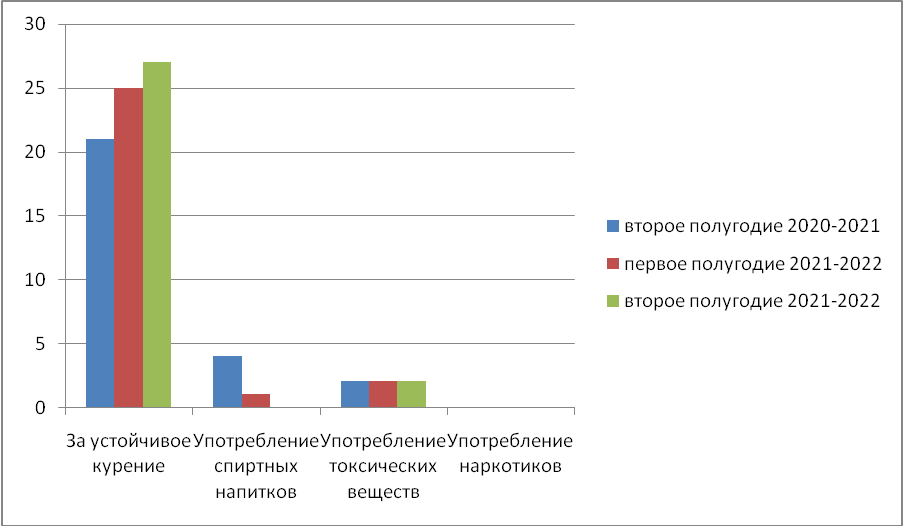 30
25
20
15
10
5
0
За устойчивое
курение
Употребление
спиртных
напитков
Употребление
токсических
веществ
Употребление
наркотиков
второе полугодие 2020-2021
первое полугодие 2021-2022
второе полугодие 2021-2022